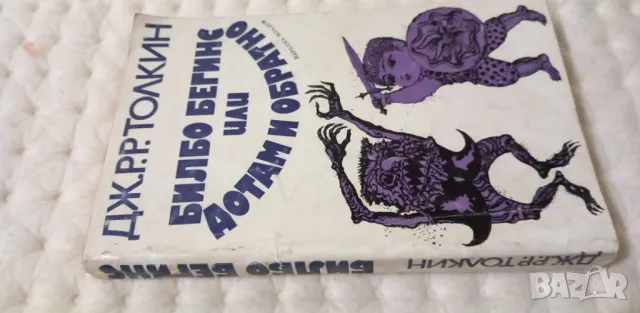 ДЖ.Р.Р.ТОЛКИН
БИЛБО БЕГИНС
ИЛИ
ДОТАМ И ОБРАТНО
БИЛБО БЕГИНС
ДЖ.Р.Р.ТОЛКИН
BAZAR